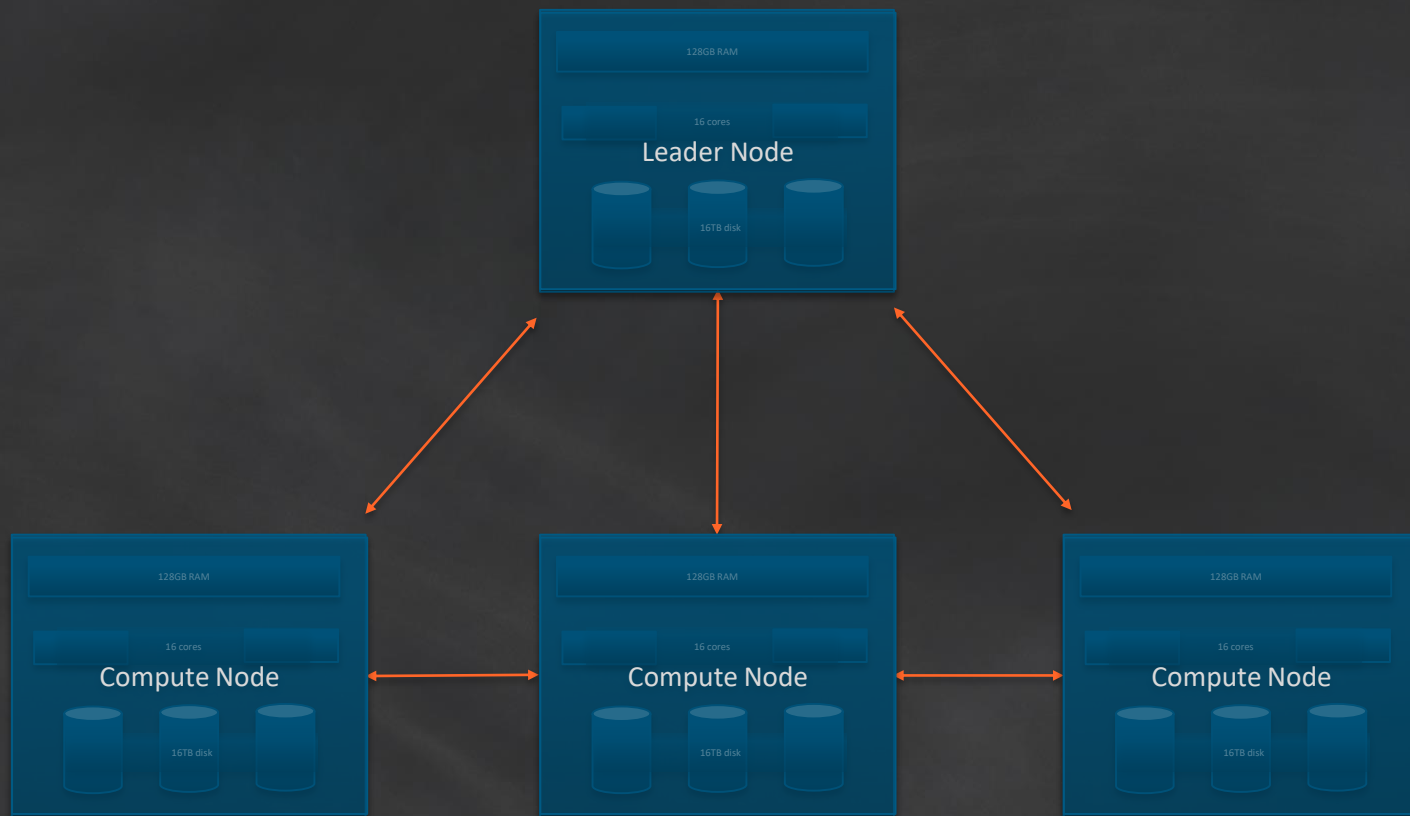 128GB RAM
16 cores
Leader Node
16TB disk
128GB RAM
16 cores
Compute Node
16TB disk
128GB RAM
16 cores
Compute Node
16TB disk
128GB RAM
16 cores
Compute Node
16TB disk